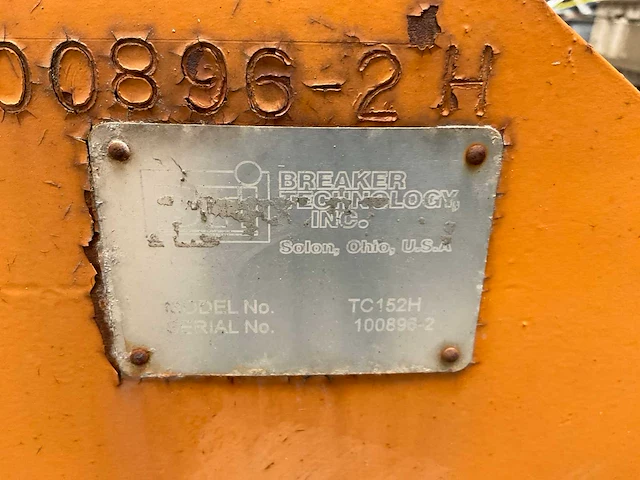 00896-2H
BREAKER
TECHNOLOGY,
INC.
Solon, Ohio, U.S.A
MODEL No. TC152H
SERIAL No. 100896-2